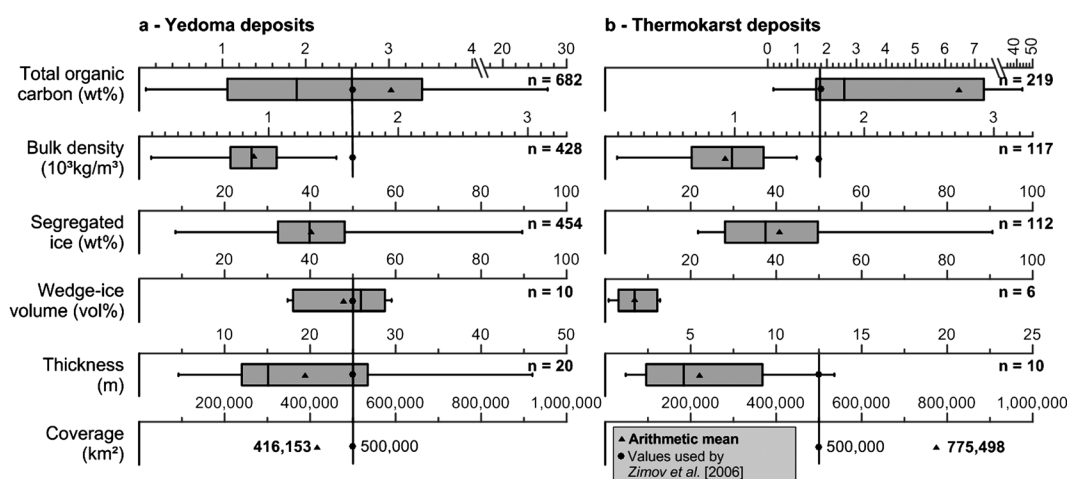 a - Yedoma deposits
b - Thermokarst deposits
1 2 3 4 20 30
0 1 2 3 4 5 6 7 40 50
Total organic
carbon (wt%)
n = 682
n = 219
1 2 3
1 2 3
Bulk density
(10³kg/m³)
n = 428
n = 117
20 40 60 80 100
20 40 60 80 100
Segregated
ice (wt%)
n = 454
n = 112
20 40 60 80 100
20 40 60 80 100
Wedge-ice
volume (vol%)
n = 10
n = 6
10 20 30 40 50
5 10 15 20 25
Thickness
(m)
n = 20
n = 10
200,000 400,000 600,000 800,000 1,000,000
200,000 400,000 600,000 800,000 1,000,000
Coverage
(km²)
416,153 500,000
500,000 775,498
Arithmetic mean
Values used by
Zimov et al. [2006]